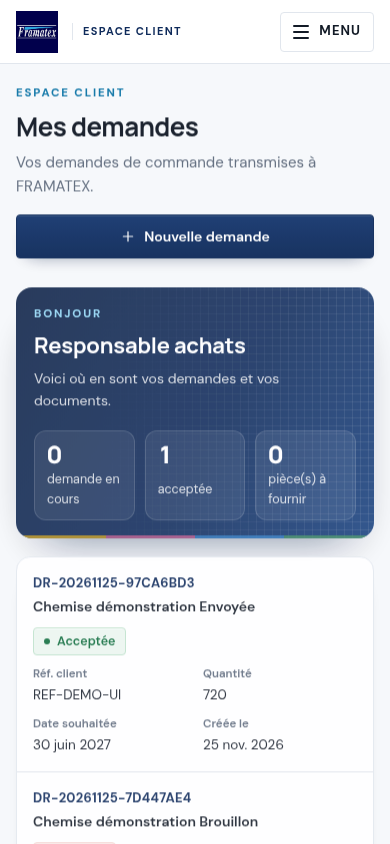 Framatex
ESPACE CLIENT
MENU
ESPACE CLIENT
Mes demandes
Vos demandes de commande transmises à
FRAMATEX.
+ Nouvelle demande
BONJOUR
Responsable achats
Voici où en sont vos demandes et vos
documents.
0
demande en
cours
1
acceptée
0
pièce(s) à
fournir
DR-20261125-97CA6BD3
Chemise démonstration Envoyée
Acceptée
Réf. client
REF-DEMO-UI
Quantité
720
Date souhaitée
30 juin 2027
Créée le
25 nov. 2026
DR-20261125-7D447AE4
Chemise démonstration Brouillon